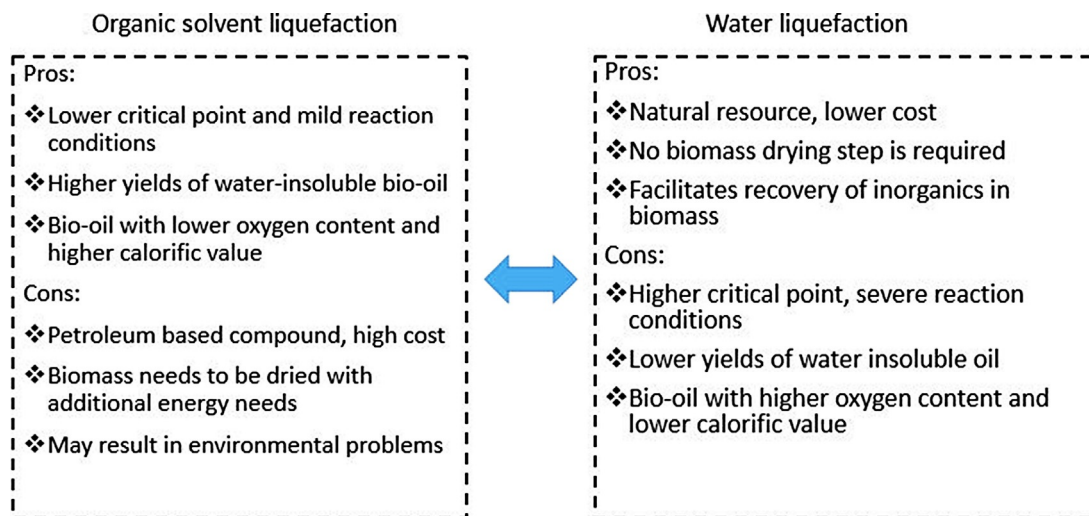 Organic solvent liquefaction
Pros:
❖Lower critical point and mild reaction
conditions
❖Higher yields of water-insoluble bio-oil
❖Bio-oil with lower oxygen content and
higher calorific value
Cons:
❖Petroleum based compound, high cost
❖Biomass needs to be dried with
additional energy needs
❖May result in environmental problems
Water liquefaction
Pros:
❖Natural resource, lower cost
❖No biomass drying step is required
❖Facilitates recovery of inorganics in
biomass
Cons:
❖Higher critical point, severe reaction
conditions
❖Lower yields of water insoluble oil
❖Bio-oil with higher oxygen content and
lower calorific value